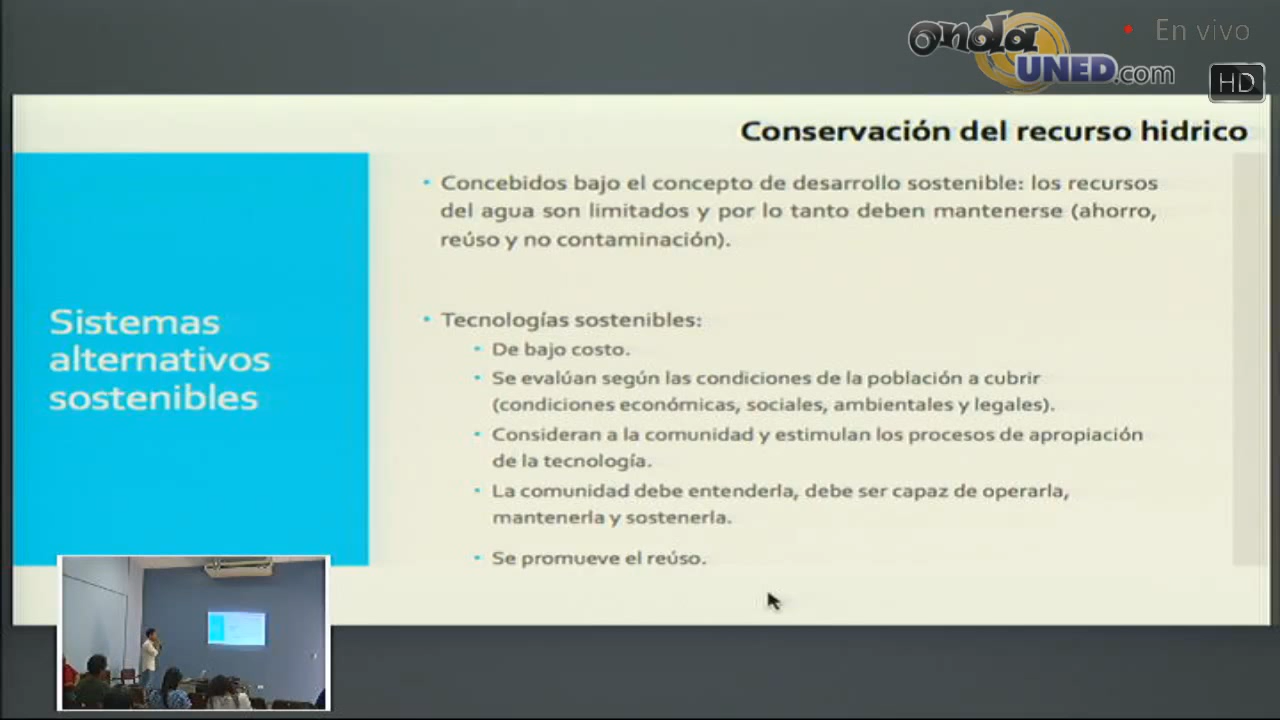 onda
UNED.com
En vivo
HD
Conservación del recurso hidrico
Sistemas
alternativos
sostenibles
• Concebidos bajo el concepto de desarrollo sostenible: los recursos
del agua son limitados y por lo tanto deben mantenerse (ahorro,
reúso y no contaminación).
• Tecnologías sostenibles:
• De bajo costo.
• Se evalúan según las condiciones de la población a cubrir
(condiciones económicas, sociales, ambientales y legales).
• Consideran a la comunidad y estimulan los procesos de apropiación
de la tecnología.
• La comunidad debe entenderla, debe ser capaz de operarla,
mantenerla y sostenerla.
• Se promueve el reúso.